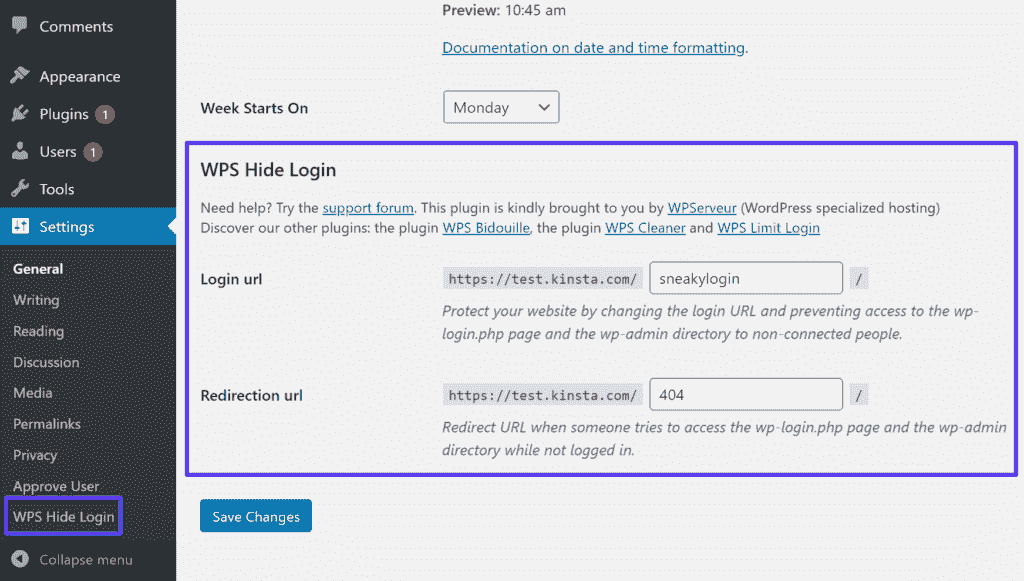 Comments
Appearance
Plugins 1
Users 1
Tools
Settings
General
Writing
Reading
Discussion
Media
Permalinks
Privacy
Approve User
WPS Hide Login
Collapse menu
Preview: 10:45 am
Documentation on date and time formatting.
Week Starts On Monday
WPS Hide Login
Need help? Try the support forum. This plugin is kindly brought to you by WPServeur (WordPress specialized hosting)
Discover our other plugins: the plugin WPS Bidouille, the plugin WPS Cleaner and WPS Limit Login
Login url https://test.kinsta.com/ sneakylogin /
Protect your website by changing the login URL and preventing access to the wp-
login.php page and the wp-admin directory to non-connected people.
Redirection url https://test.kinsta.com/ 404 /
Redirect URL when someone tries to access the wp-login.php page and the wp-admin
directory while not logged in.
Save Changes